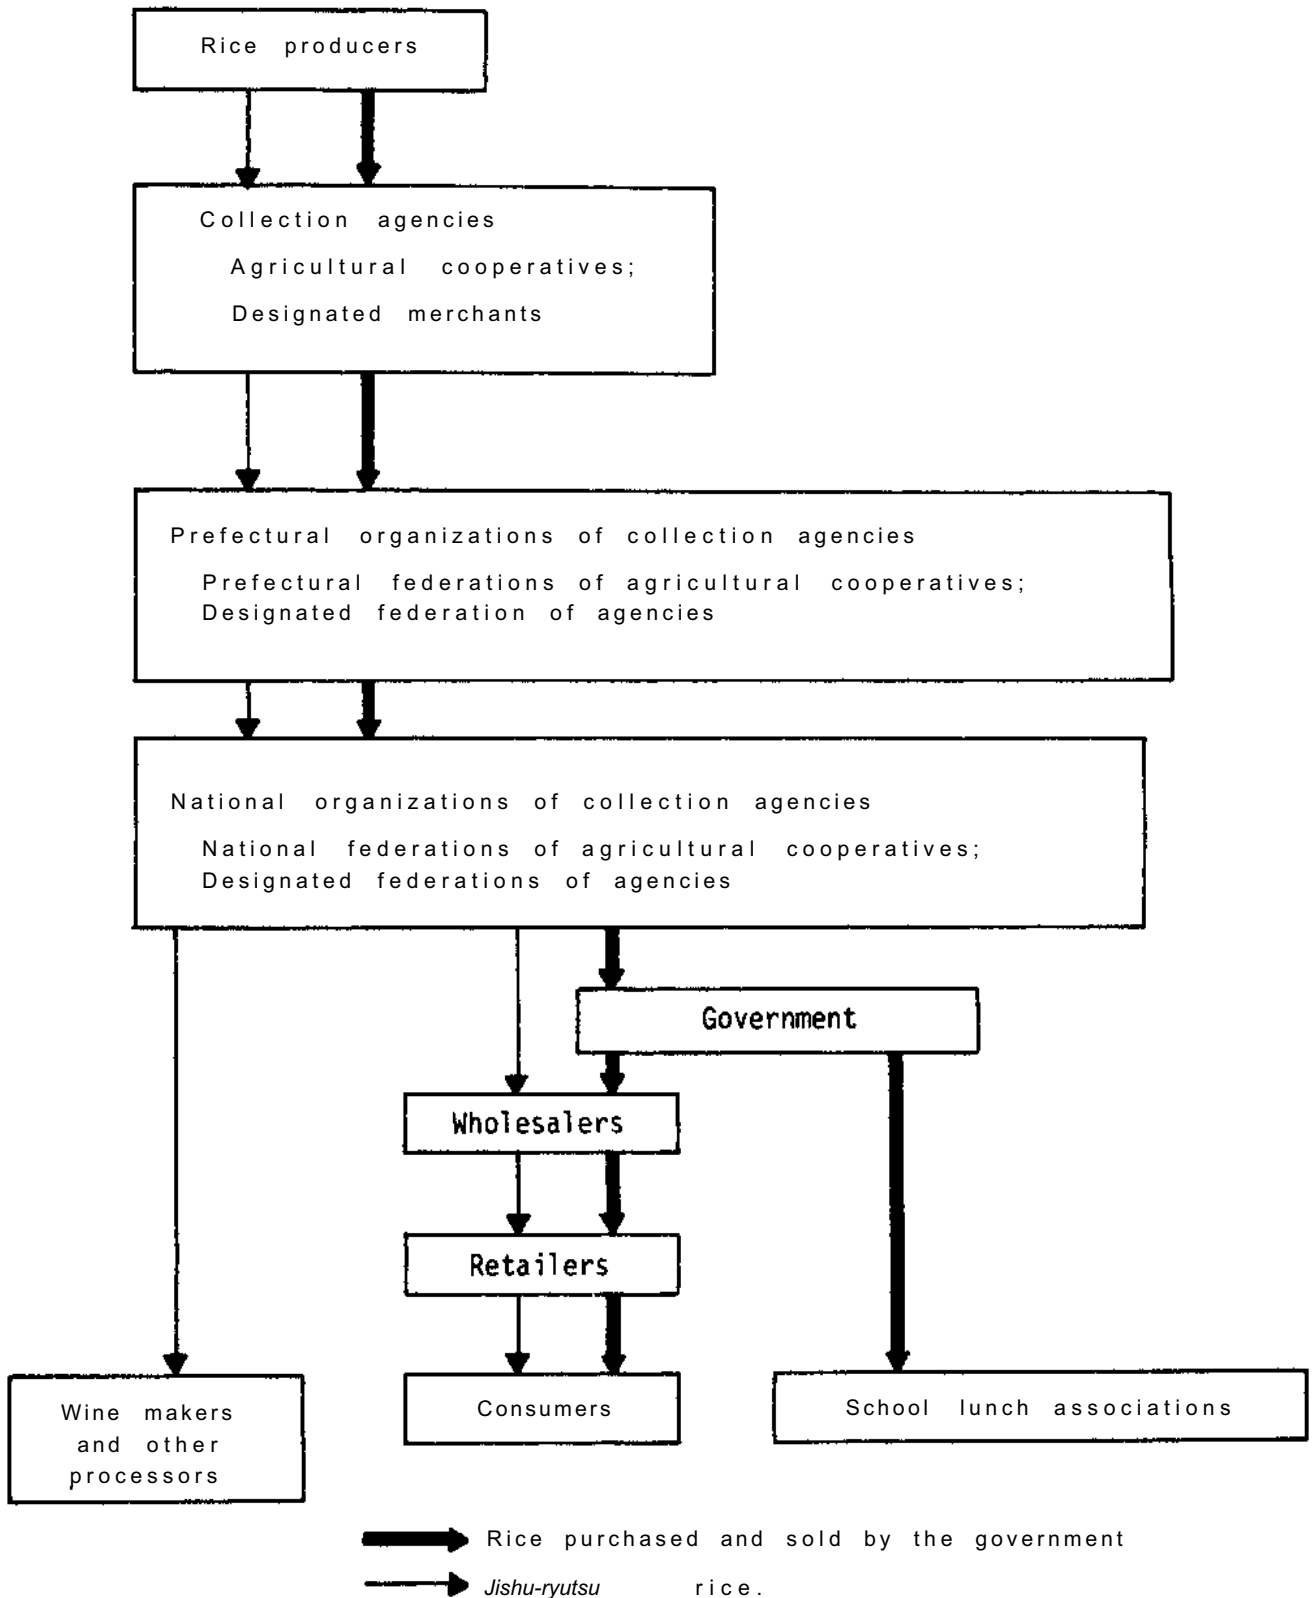 Rice producers
Collection agencies
Agricultural cooperatives;
Designated merchants
Prefectural organizations of collection agencies
Prefectural federations of agricultural cooperatives;
Designated federation of agencies
National organizations of collection agencies
National federations of agricultural cooperatives;
Designated federations of agencies
Government
Wholesalers
Retailers
Wine makers
and other
processors
Consumers
School lunch associations
Rice purchased and sold by the government
Jishu-ryutsu rice.